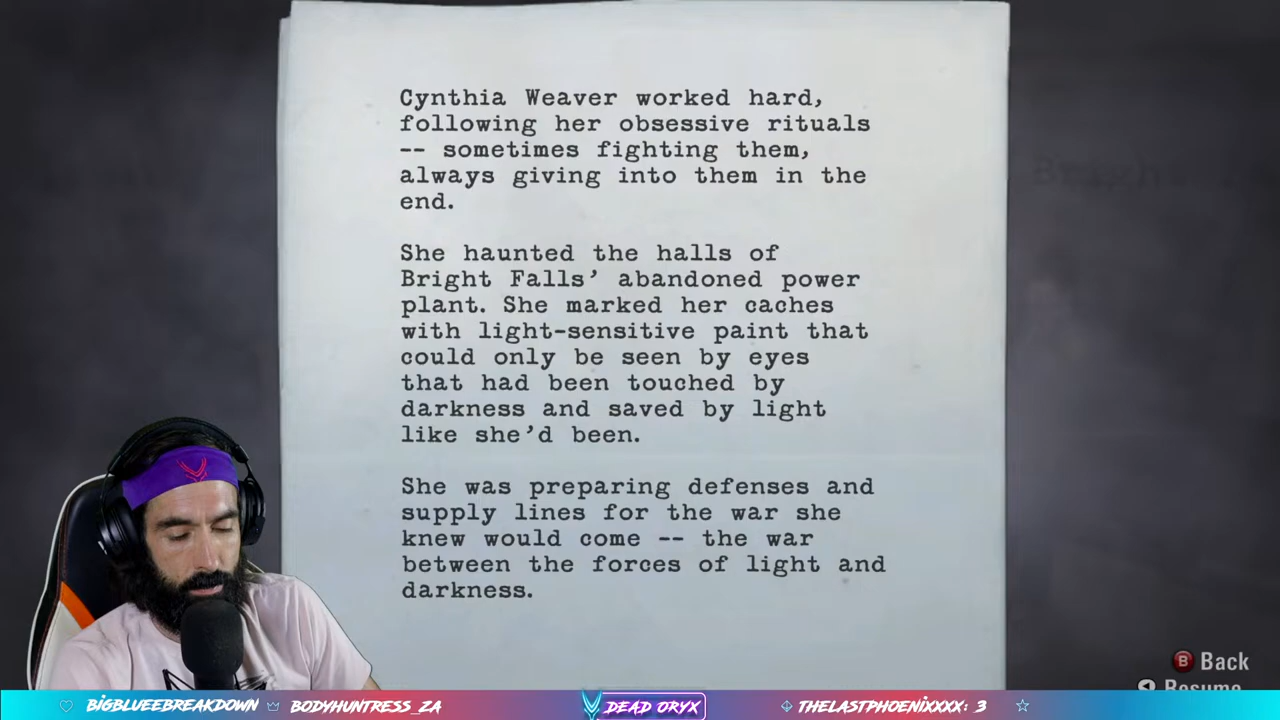 Cynthia Weaver worked hard,
following her obsessive rituals
-- sometimes fighting them,
always giving into them in the
end.
She haunted the halls of
Bright Falls' abandoned power
plant. She marked her caches
with light-sensitive paint that
could only be seen by eyes
that had been touched by
darkness and saved by light
like she'd been.
She was preparing defenses and
supply lines for the war she
knew would come -- the war
between the forces of light and
darkness.
Bright
B Back
Resume
BIGBLUEEBREAKDOWN
BODYHUNTRESS_ZA
DEAD ORYX
THELASTPHOENIXXXX: 3